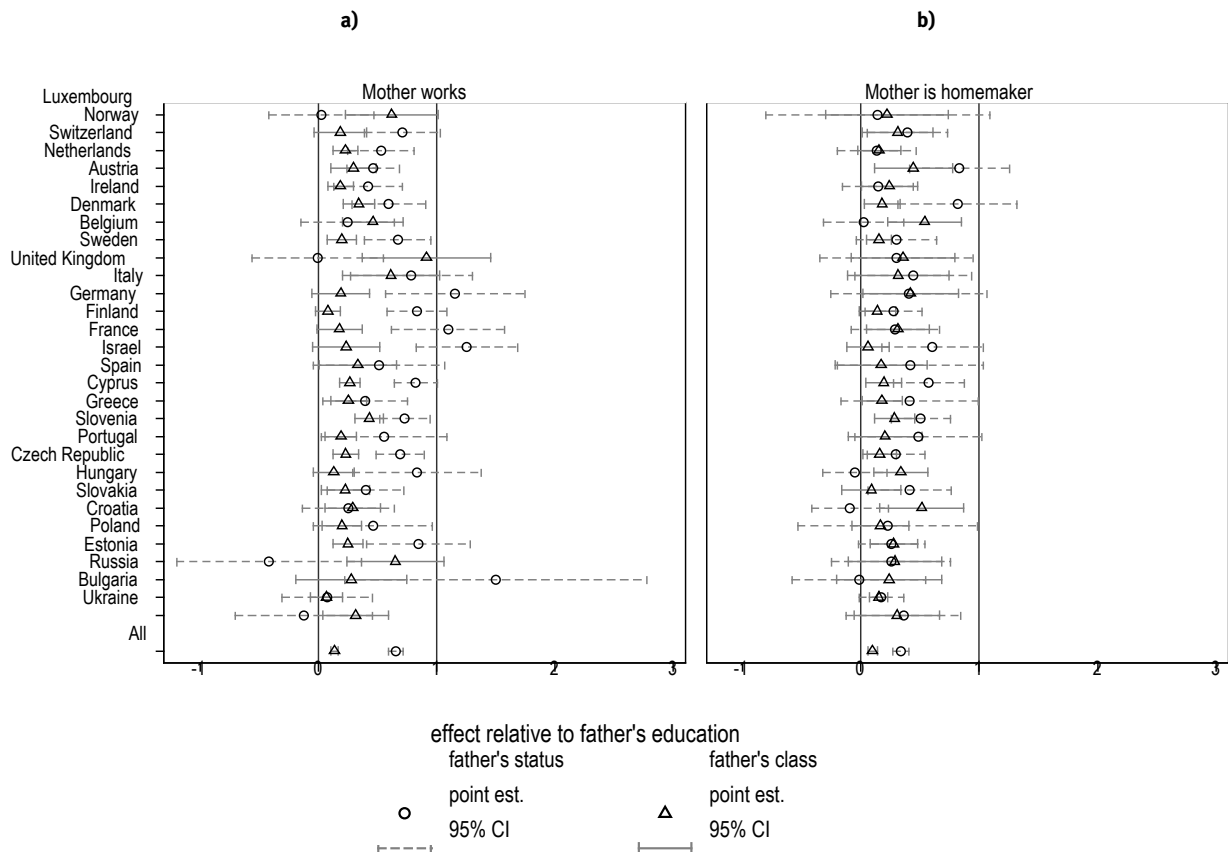 a) b)
Mother works Mother is homemaker
Luxembourg
Norway
Switzerland
Netherlands
Austria
Ireland
Denmark
Belgium
Sweden
United Kingdom
Italy
Germany
Finland
France
Israel
Spain
Cyprus
Greece
Slovenia
Portugal
Czech Republic
Hungary
Slovakia
Croatia
Poland
Estonia
Russia
Bulgaria
Ukraine
All
-1 0 1 2 3 -1 0 1 2 3
effect relative to father's education
father's status father's class
point est. point est.
95% CI 95% CI